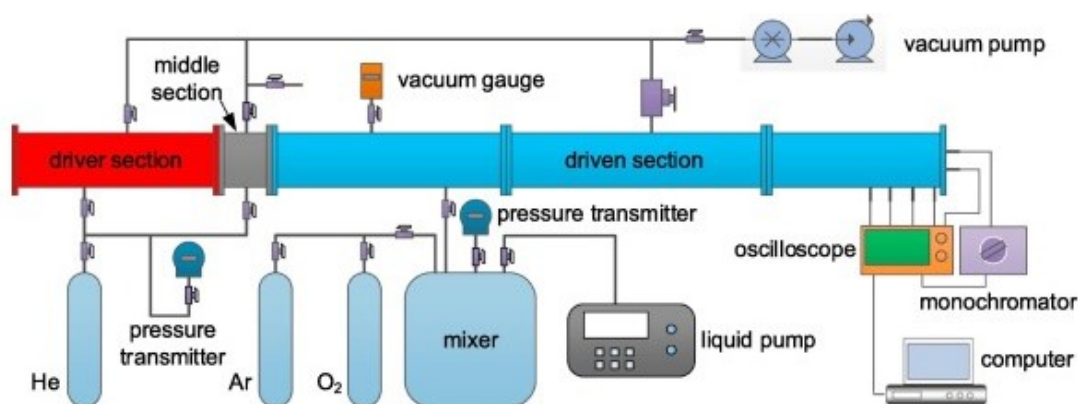 vacuum pump
middle
section
vacuum gauge
driver section
driven section
pressure transmitter
oscilloscope
monochromator
pressure
transmitter
mixer
liquid pump
computer
He
Ar
O₂